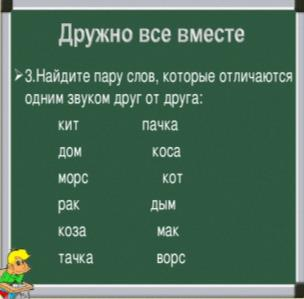 Дружно все вместе
➢3.Найдите пару слов, которые отличаются
одним звуком друг от друга:
кит пачка
дом коса
морс кот
рак дым
коза мак
тачка ворс